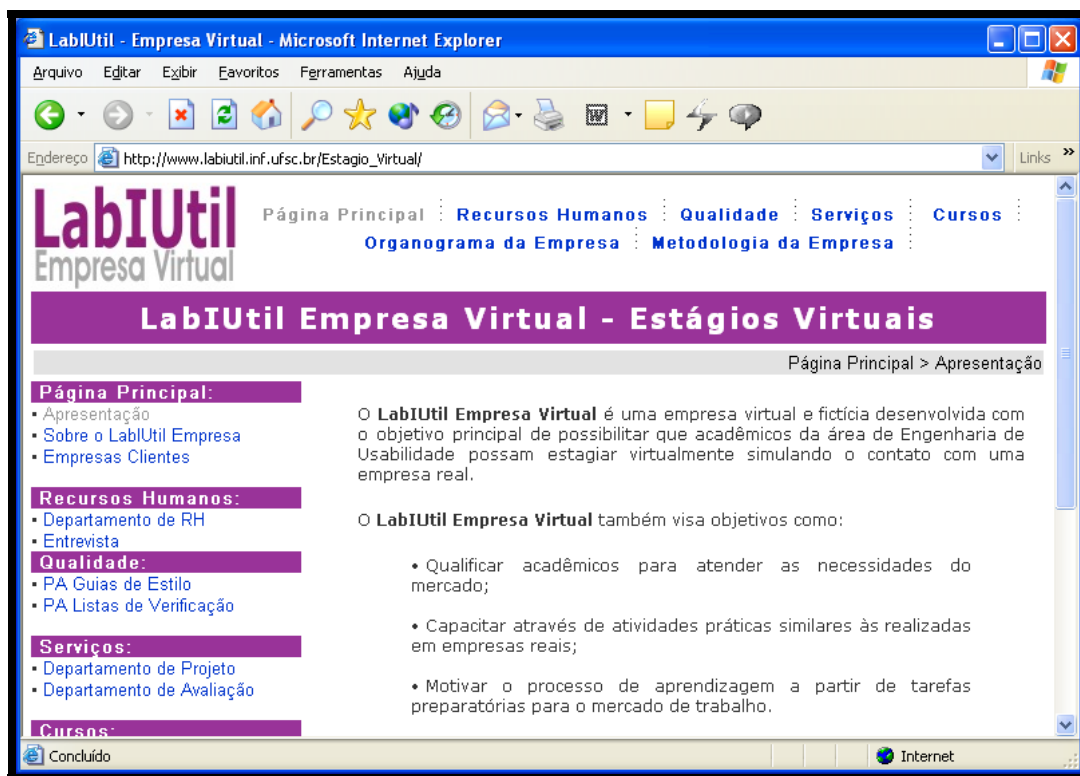 LabIUtil - Empresa Virtual - Microsoft Internet Explorer
Arquivo Editar Exibir Favoritos Ferramentas Ajuda
Endereço http://www.labiutil.inf.ufsc.br/Estagio_Virtual/ Links »
LabIUtil
Empresa Virtual
Página Principal Recursos Humanos Qualidade Serviços Cursos
Organograma da Empresa Metodologia da Empresa
LabIUtil Empresa Virtual - Estágios Virtuais
Página Principal > Apresentação
Página Principal:
• Apresentação
• Sobre o LabIUtil Empresa
• Empresas Clientes
Recursos Humanos:
• Departamento de RH
• Entrevista
Qualidade:
• PA Guias de Estilo
• PA Listas de Verificação
Serviços:
• Departamento de Projeto
• Departamento de Avaliação
Cursos:
O LabIUtil Empresa Virtual é uma empresa virtual e fictícia desenvolvida com
o objetivo principal de possibilitar que acadêmicos da área de Engenharia de
Usabilidade possam estagiar virtualmente simulando o contato com uma
empresa real.
O LabIUtil Empresa Virtual também visa objetivos como:
• Qualificar acadêmicos para atender as necessidades do
mercado;
• Capacitar através de atividades práticas similares às realizadas
em empresas reais;
• Motivar o processo de aprendizagem a partir de tarefas
preparatórias para o mercado de trabalho.
Concluído Internet